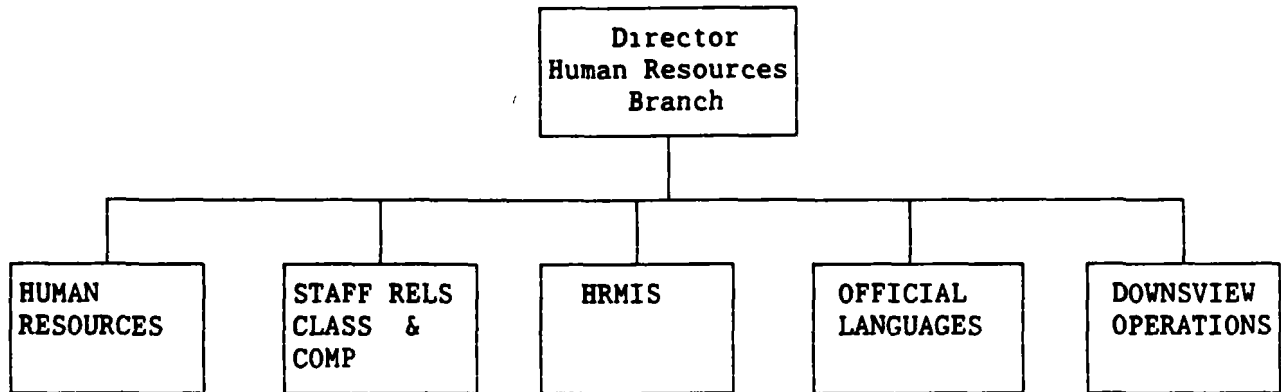 Director
Human Resources
Branch
HUMAN
RESOURCES
STAFF RELS
CLASS &
COMP
HRMIS
OFFICIAL
LANGUAGES
DOWNSVIEW
OPERATIONS